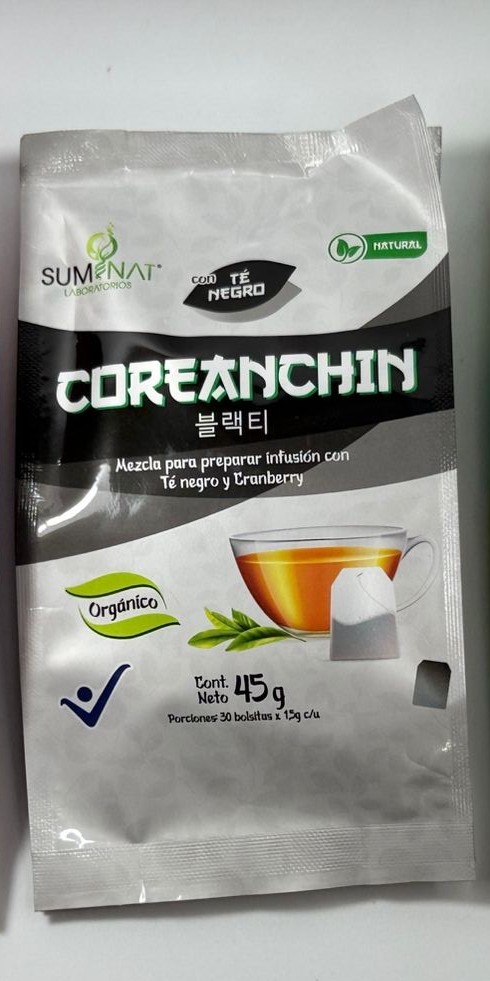 SUMINAT
LABORATORIOS
con TÉ
NEGRO
NATURAL
COREANCHIN
블랙티
Mezcla para preparar infusión con
Té negro y Cranberry
Orgánico
Cont.
Neto 45 g
Porciones: 30 bolsitas x 1,5g c/u